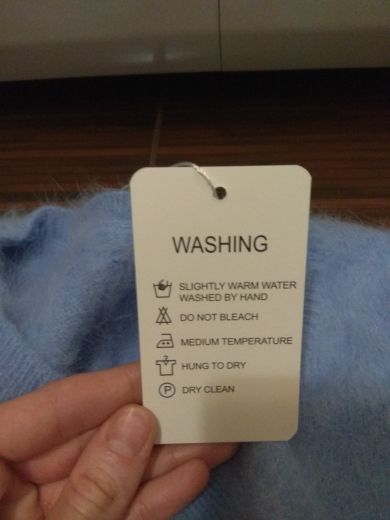 WASHING
SLIGHTLY WARM WATER
WASHED BY HAND
DO NOT BLEACH
MEDIUM TEMPERATURE
HUNG TO DRY
P DRY CLEAN